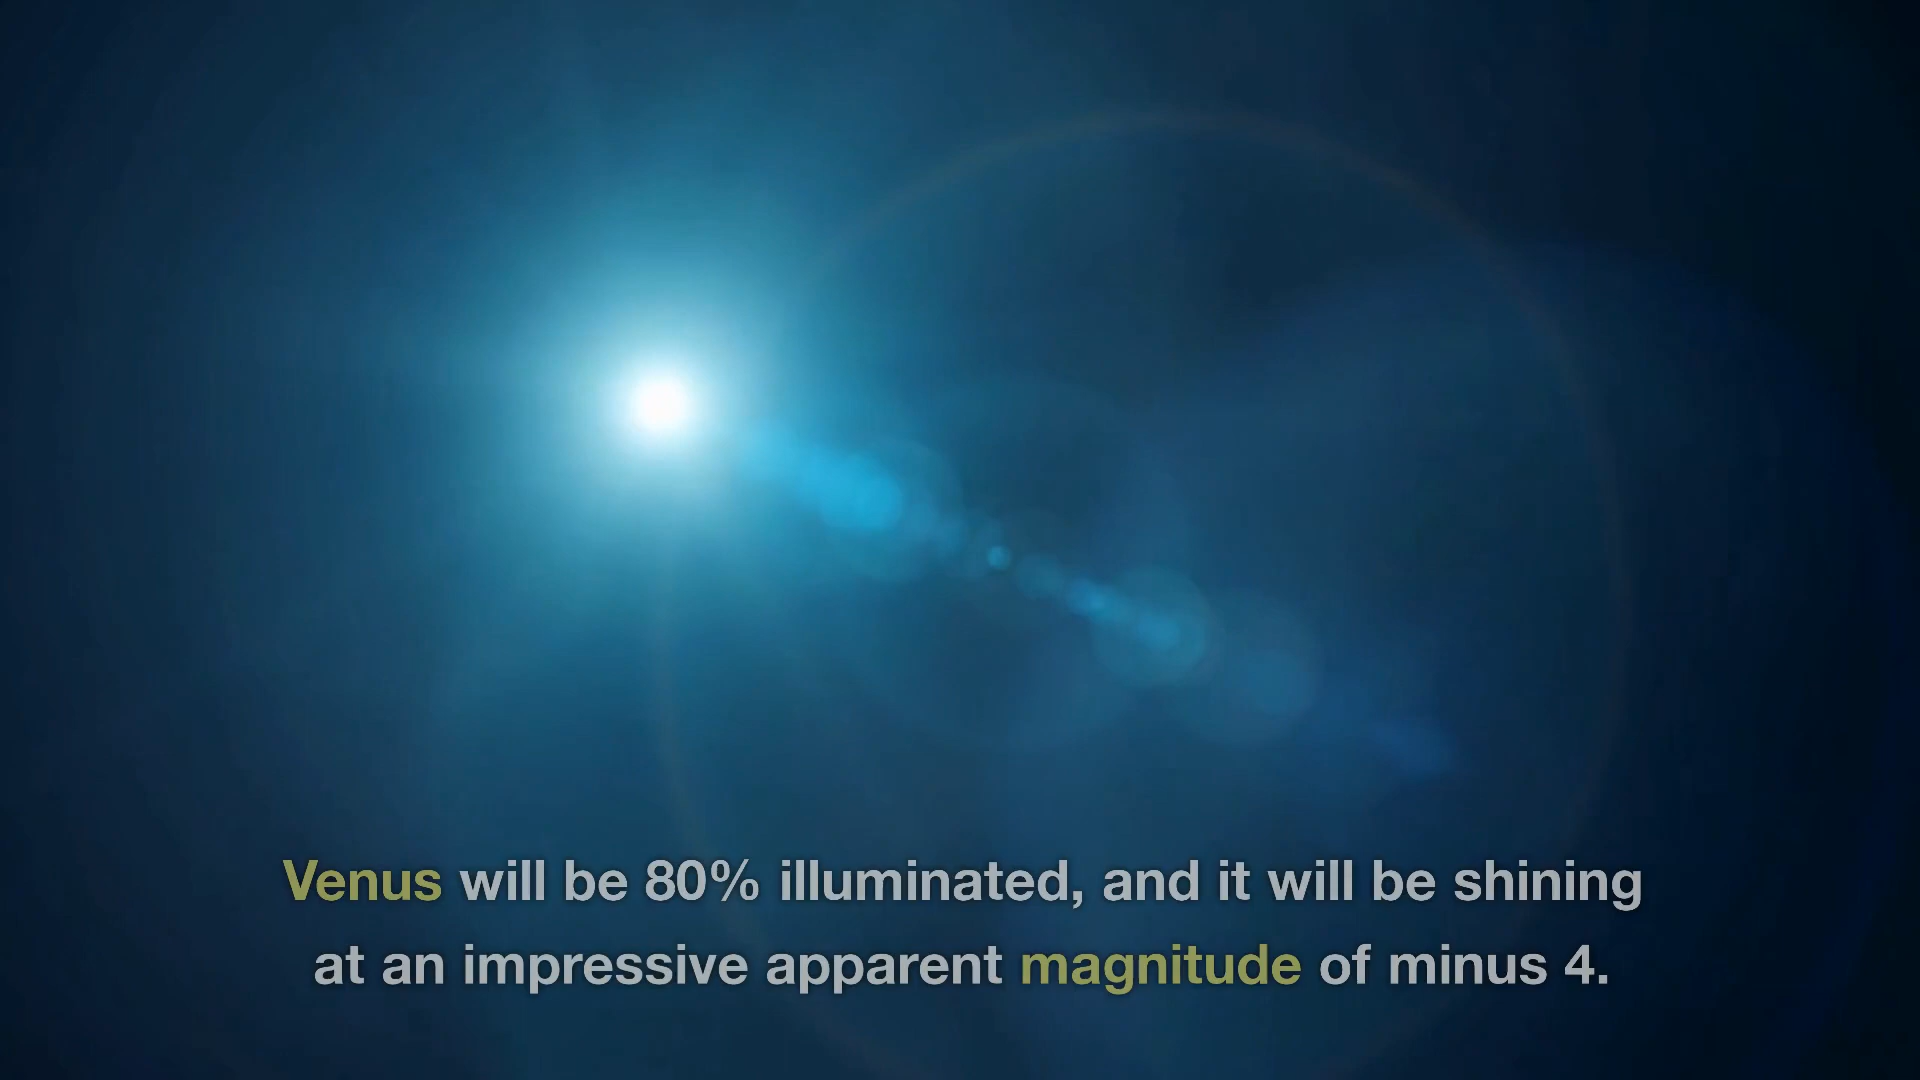 Venus will be 80% illuminated, and it will be shining
at an impressive apparent magnitude of minus 4.